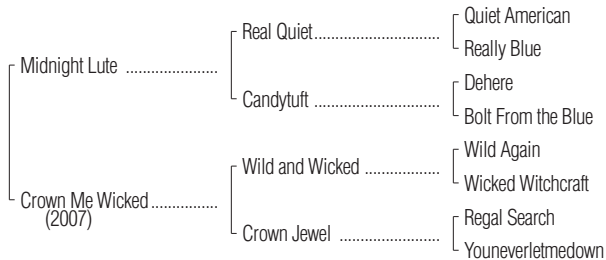 Quiet American
Real Quiet
Really Blue
Midnight Lute
Dehere
Candytuft
Bolt From the Blue
Wild Again
Wild and Wicked
Wicked Witchcraft
Crown Me Wicked
(2007)
Regal Search
Crown Jewel
Youneverletmedown